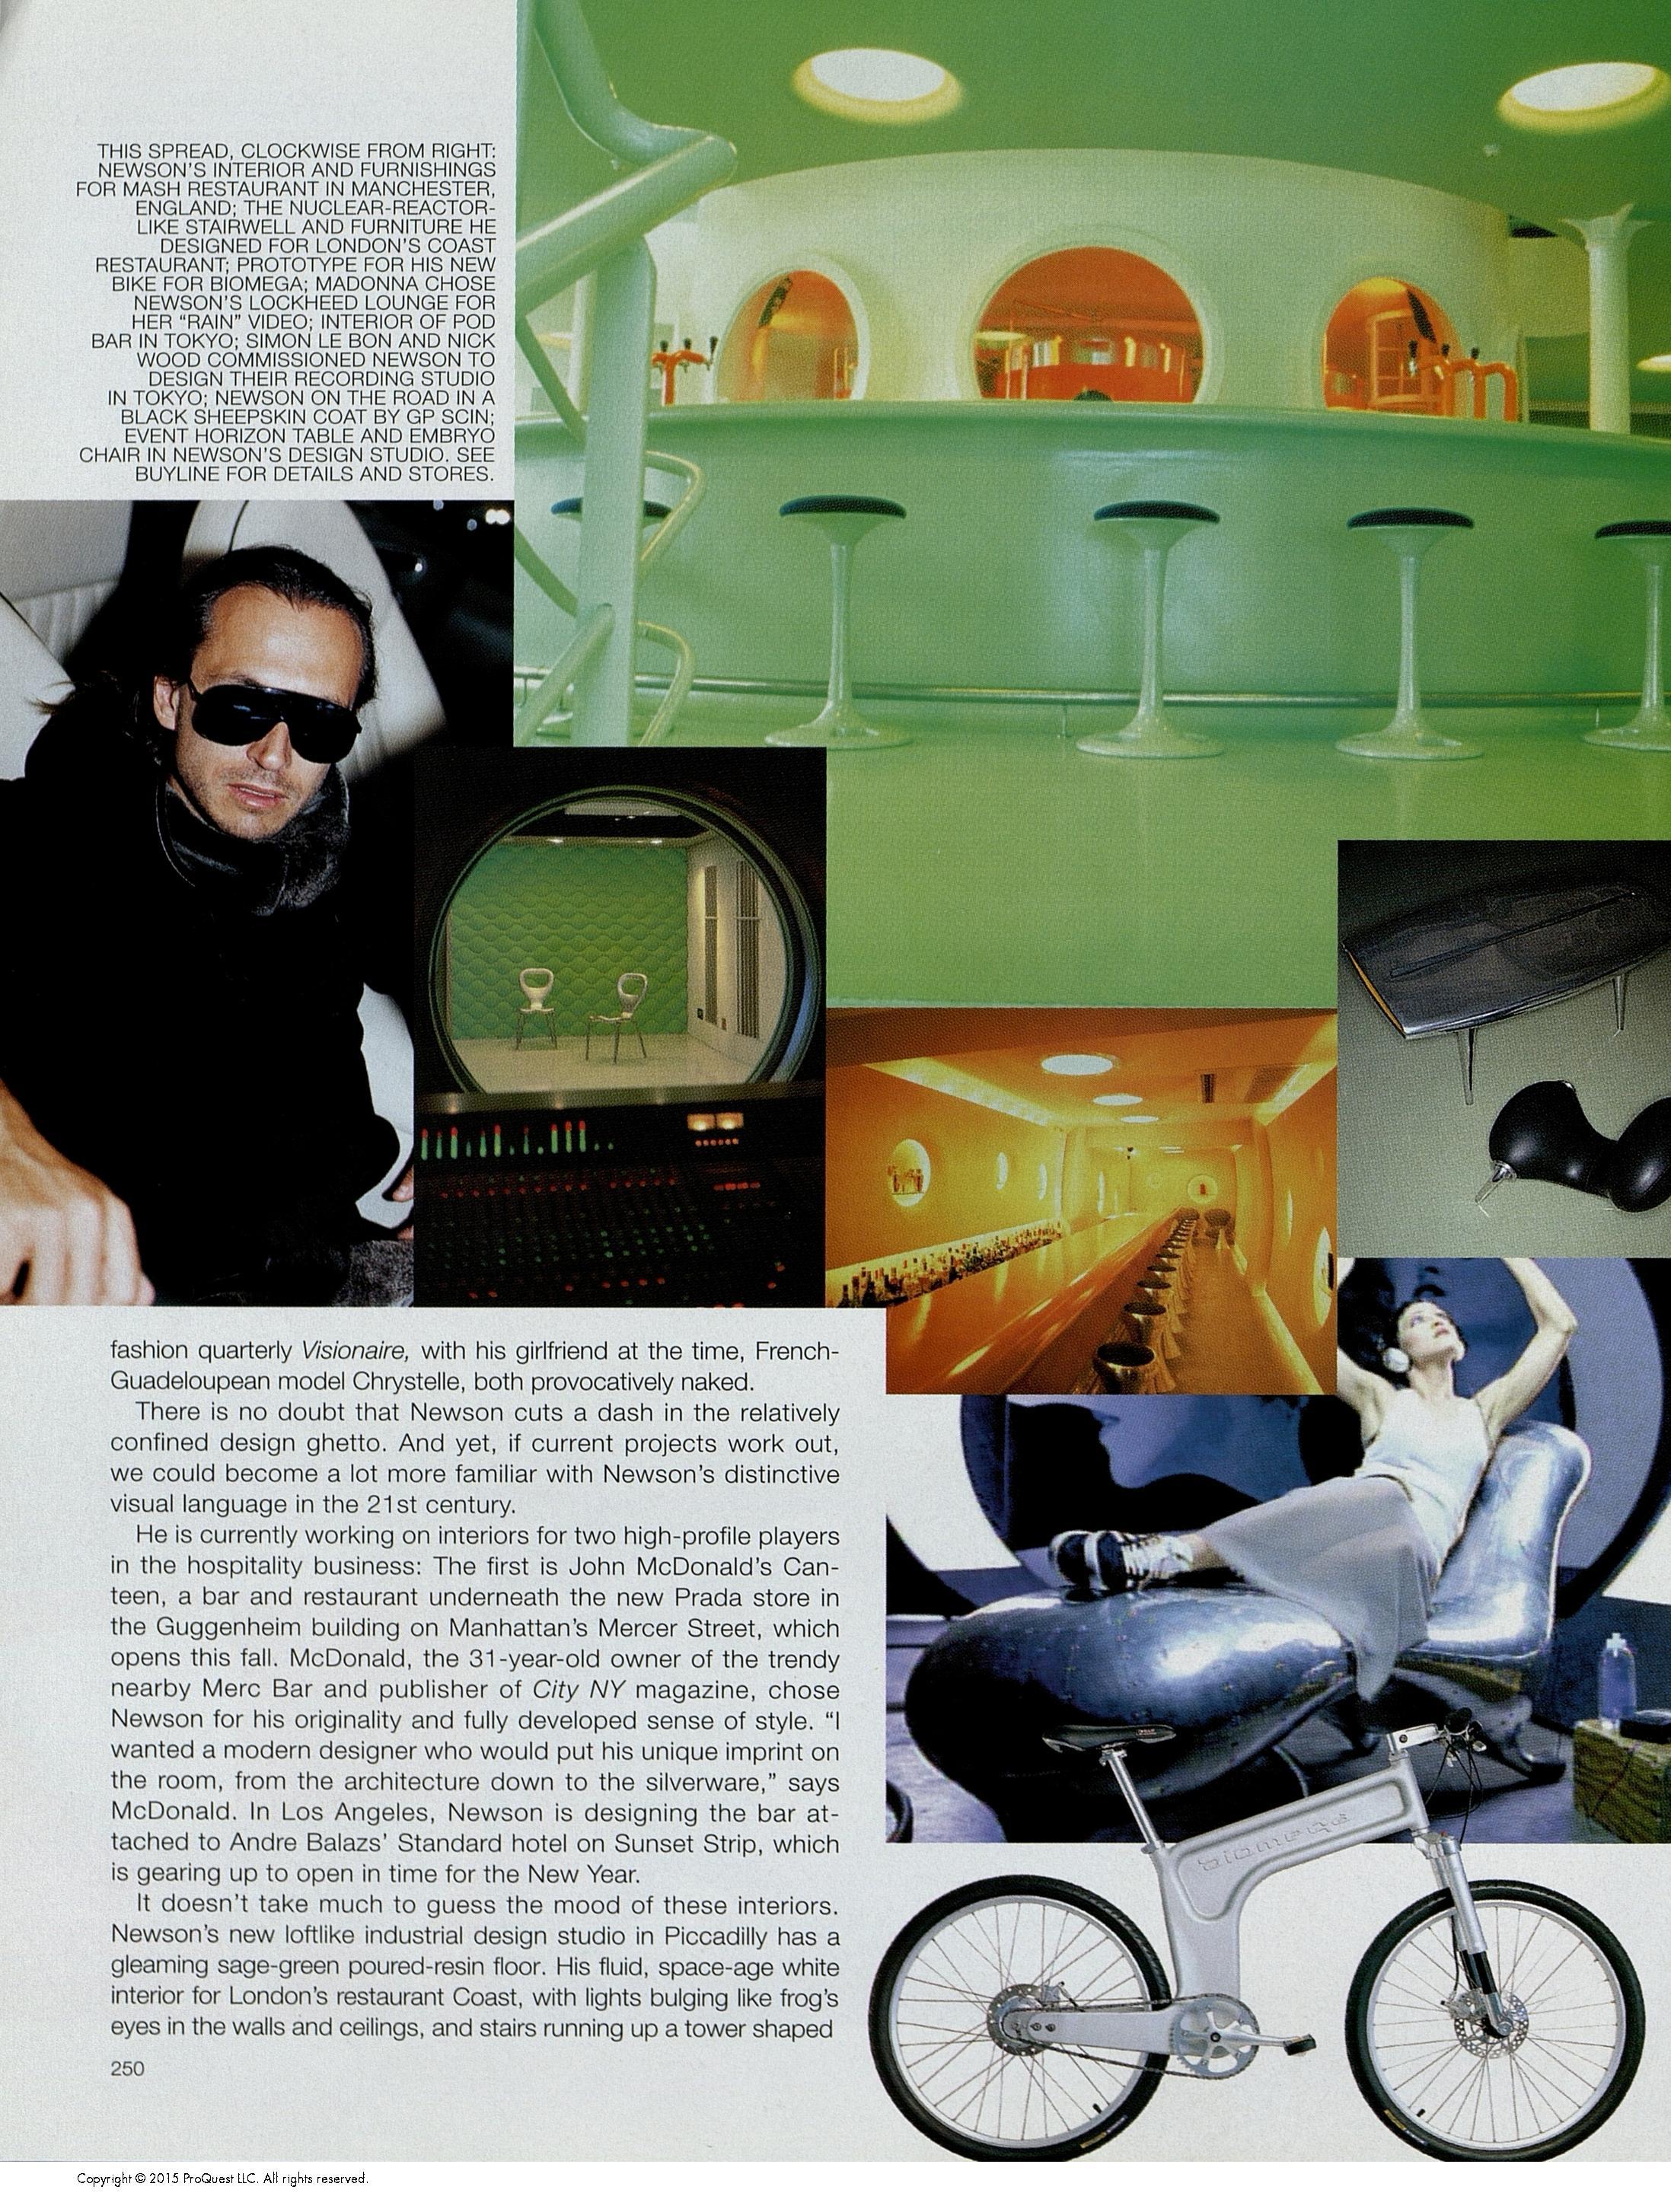 THIS SPREAD, CLOCKWISE FROM RIGHT:
NEWSON'S INTERIOR AND FURNISHINGS
FOR MASH RESTAURANT IN MANCHESTER,
ENGLAND; THE NUCLEAR-REACTOR-
LIKE STAIRWELL AND FURNITURE HE
DESIGNED FOR LONDON'S COAST
RESTAURANT; PROTOTYPE FOR HIS NEW
BIKE FOR BIOMEGA; MADONNA CHOSE
NEWSON'S LOCKHEED LOUNGE FOR
HER “RAIN” VIDEO; INTERIOR OF POD
BAR IN TOKYO; SIMON LE BON AND NICK
WOOD COMMISSIONED NEWSON TO
DESIGN THEIR RECORDING STUDIO
IN TOKYO; NEWSON ON THE ROAD IN A
BLACK SHEEPSKIN COAT BY GP SCIN;
EVENT HORIZON TABLE AND EMBRYO
CHAIR IN NEWSON'S DESIGN STUDIO. SEE
BUYLINE FOR DETAILS AND STORES.
fashion quarterly Visionaire, with his girlfriend at the time, French-
Guadeloupean model Chrystelle, both provocatively naked.
There is no doubt that Newson cuts a dash in the relatively
confined design ghetto. And yet, if current projects work out,
we could become a lot more familiar with Newson's distinctive
visual language in the 21st century.
He is currently working on interiors for two high-profile players
in the hospitality business: The first is John McDonald's Can-
teen, a bar and restaurant underneath the new Prada store in
the Guggenheim building on Manhattan's Mercer Street, which
opens this fall. McDonald, the 31-year-old owner of the trendy
nearby Merc Bar and publisher of City NY magazine, chose
Newson for his originality and fully developed sense of style. “I
wanted a modern designer who would put his unique imprint on
the room, from the architecture down to the silverware,” says
McDonald. In Los Angeles, Newson is designing the bar at-
tached to Andre Balazs' Standard hotel on Sunset Strip, which
is gearing up to open in time for the New Year.
It doesn't take much to guess the mood of these interiors.
Newson's new loftlike industrial design studio in Piccadilly has a
gleaming sage-green poured-resin floor. His fluid, space-age white
interior for London's restaurant Coast, with lights bulging like frog's
eyes in the walls and ceilings, and stairs running up a tower shaped
biomega
250
Copyright © 2015 ProQuest LLC. All rights reserved.